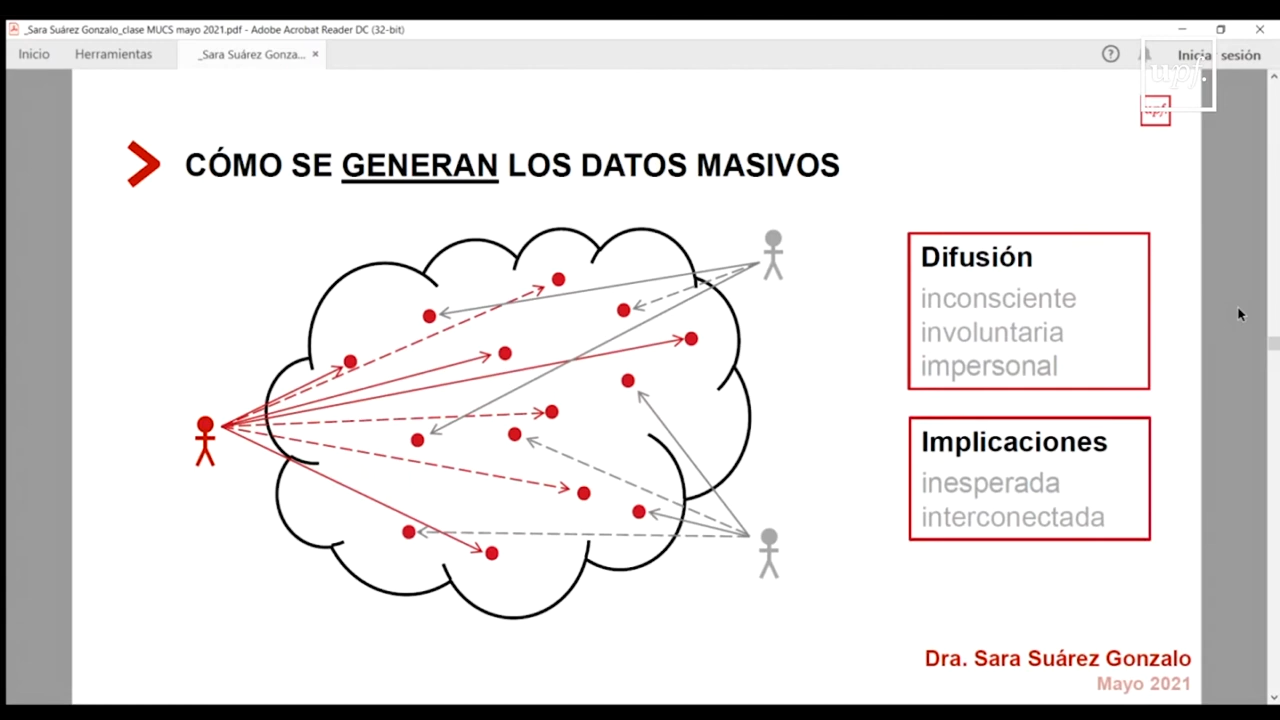 _Sara Suárez Gonzalo_clase MUCS mayo 2021.pdf - Adobe Acrobat Reader DC (32-bit)
Inicio
Herramientas
_Sara Suárez Gonza...
Iniciar sesión
upf.
upf.
CÓMO SE GENERAN LOS DATOS MASIVOS
Difusión
inconsciente
involuntaria
impersonal
Implicaciones
inesperada
interconectada
Dra. Sara Suárez Gonzalo
Mayo 2021